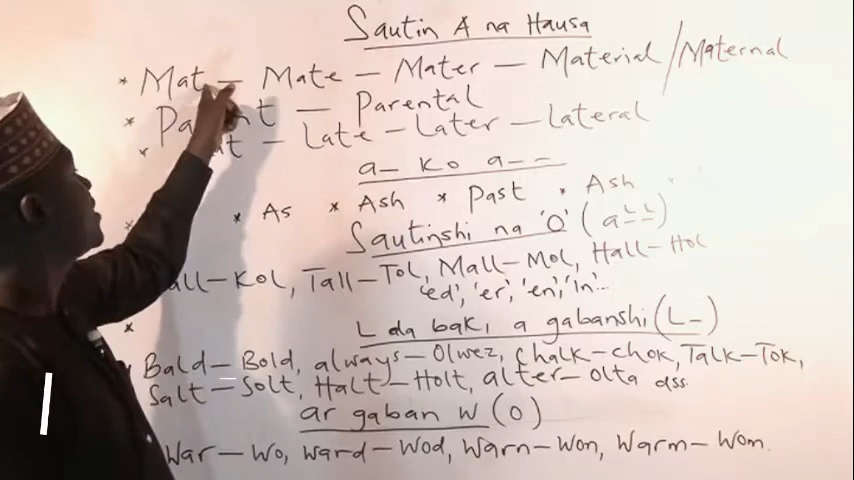 Sautin A na Hausa
* Mat - Mate - Mater - Material/Maternal
* - Parental
* - Late - Later - Lateral
a- ko a--
* * As * Ash * Past * Ash
Sautinshi na 'O' (aLL)
- Kol, Tall-Tol, Mall-Mol, Hall-Hol
'ed', 'er', 'en', 'in'..
* L da baki a gabanshi (L-)
Bald-Bold, always-Olwez, Chalk-chok, Talk-Tok,
Salt-Solt, Halt-Holt, alter-olta dss.
ar gaban w (o)
War-Wo, Ward-Wod, Warn-Won, Warm-Wom.